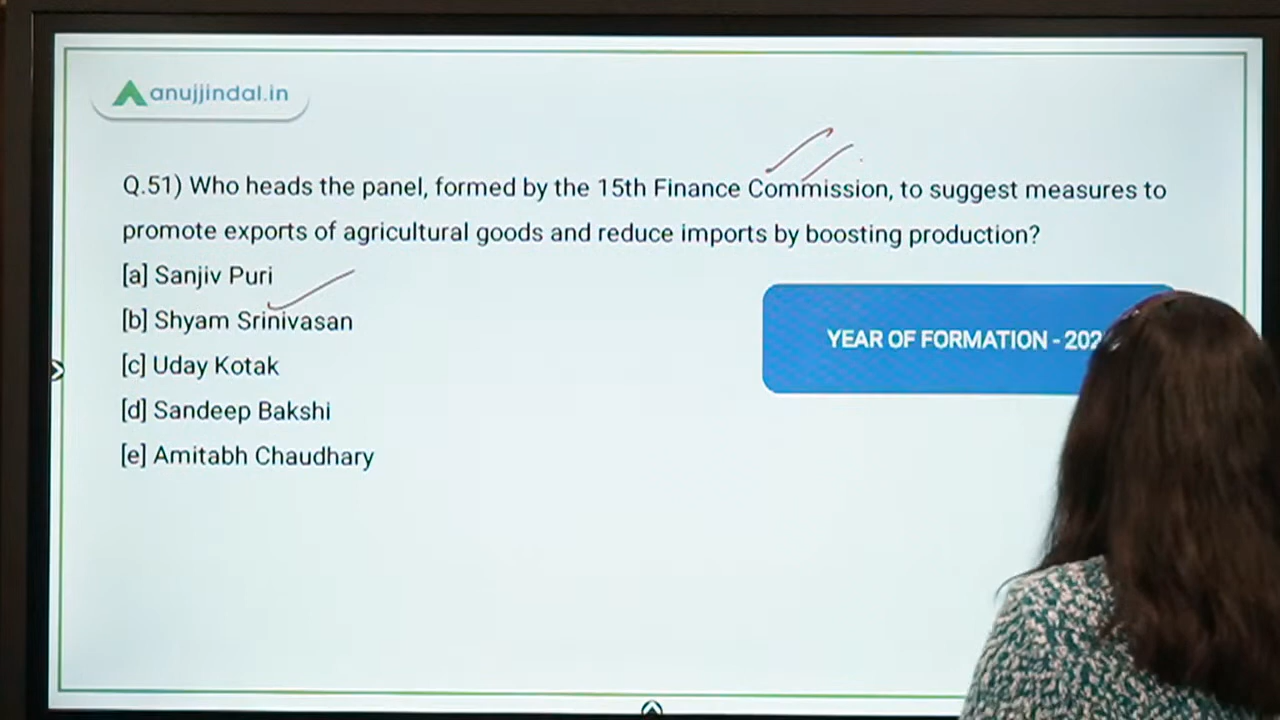 anujjindal.in
Q.51) Who heads the panel, formed by the 15th Finance Commission, to suggest measures to
promote exports of agricultural goods and reduce imports by boosting production?
[a] Sanjiv Puri
[b] Shyam Srinivasan
[c] Uday Kotak
[d] Sandeep Bakshi
[e] Amitabh Chaudhary
YEAR OF FORMATION -